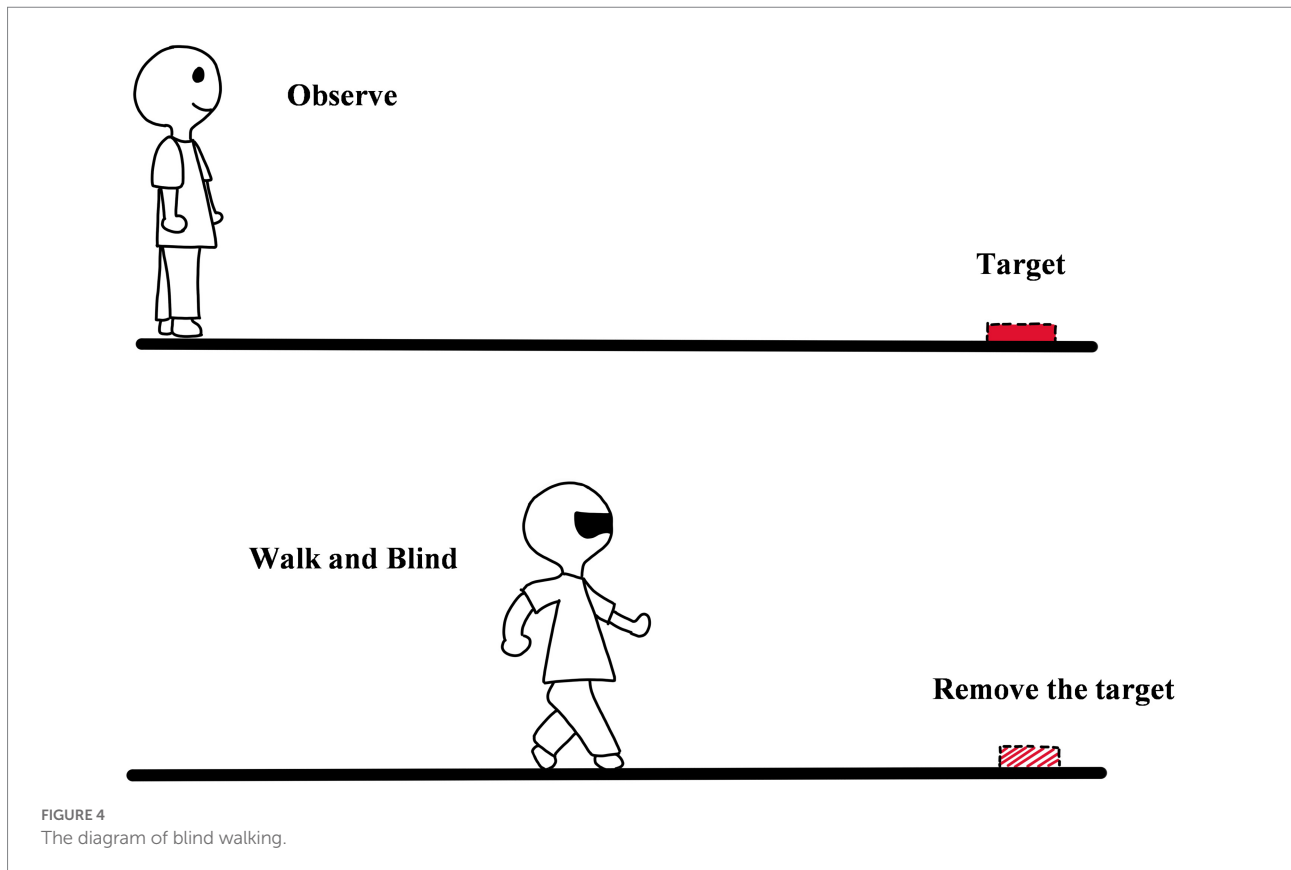 Observe
Target
Walk and Blind
Remove the target
FIGURE 4
The diagram of blind walking.